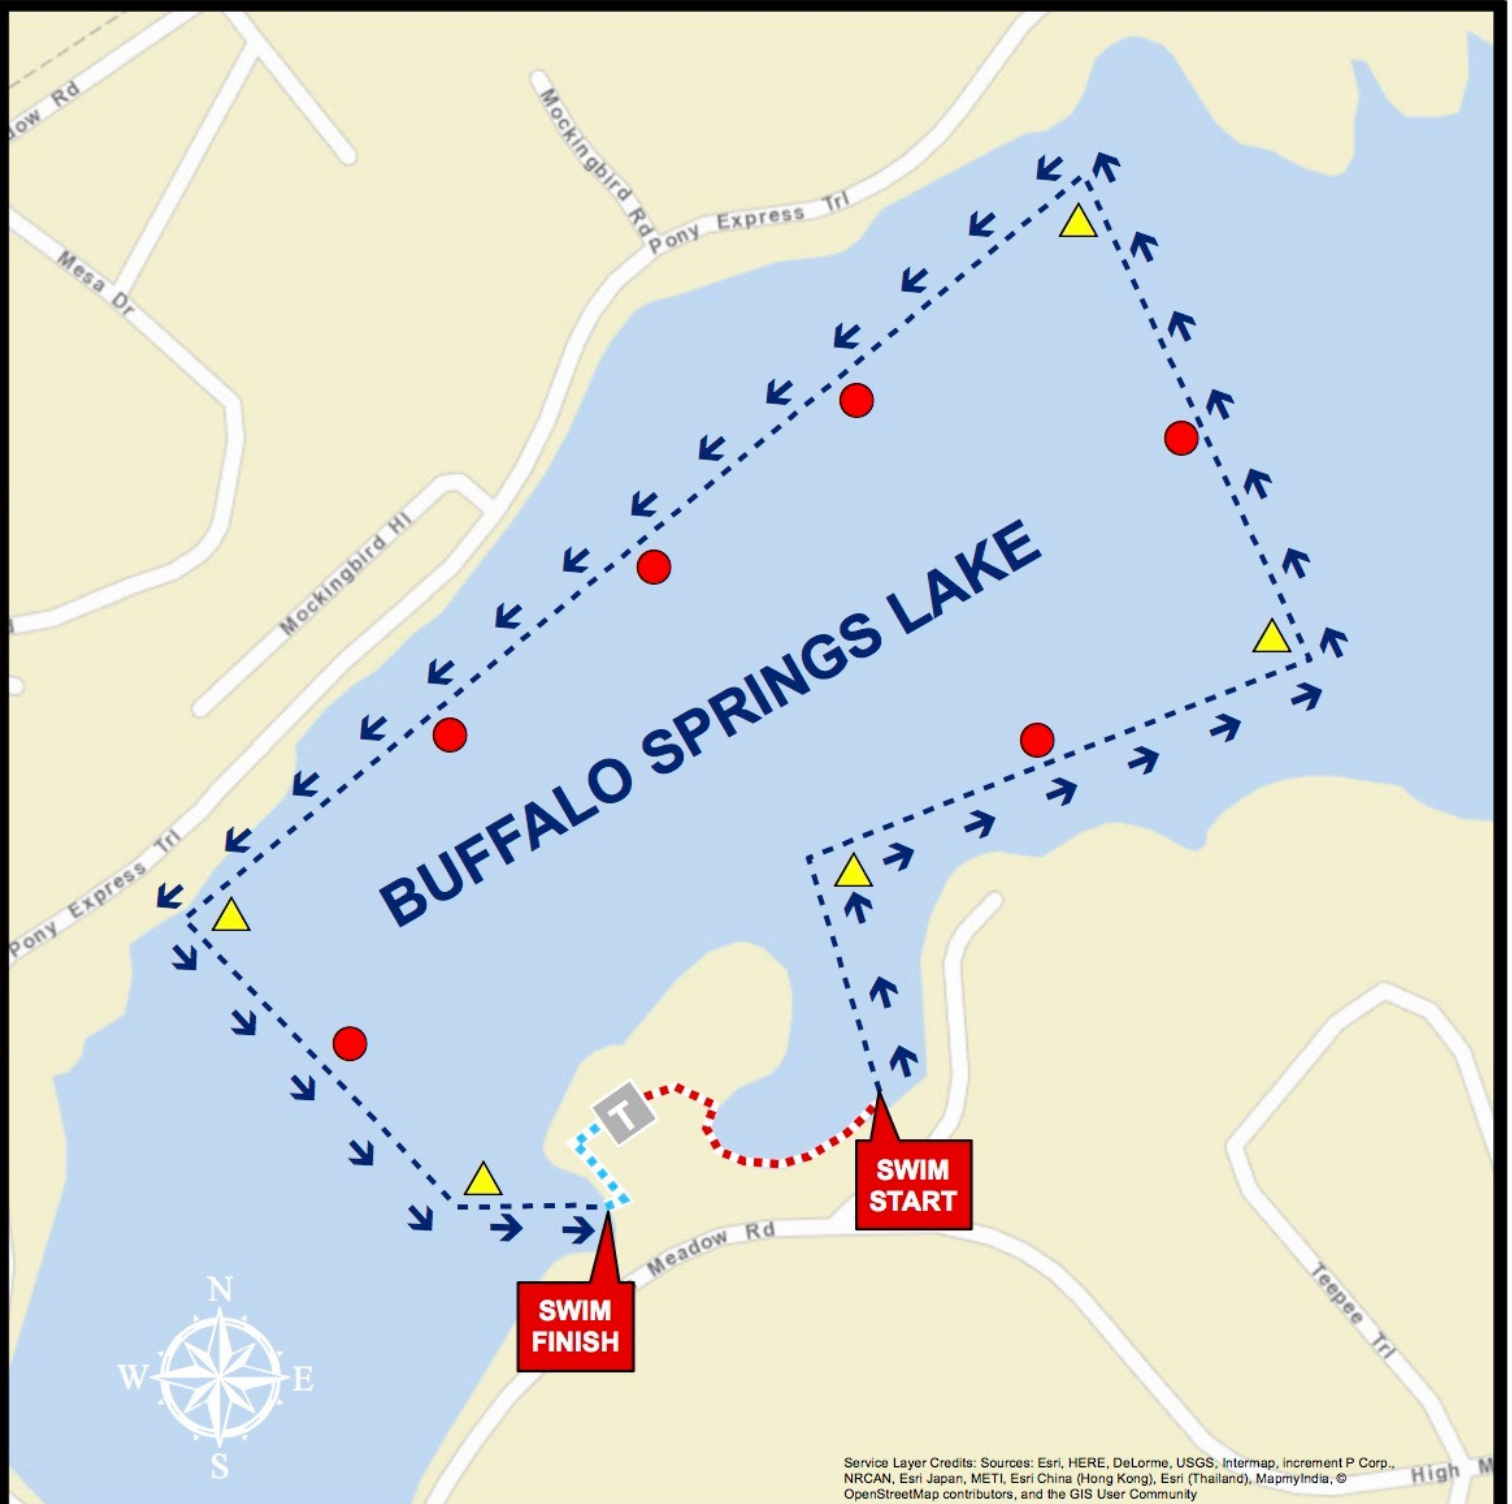 low Rd
Mockingbird Rd
Pony Express Trl
Mesa Dr
Mockingbird Hl
BUFFALO SPRINGS LAKE
Pony Express Trl
T
SWIM
START
Meadow Rd
SWIM
FINISH
Teepee Trl
N
W E
S
High M
Service Layer Credits: Sources: Esri, HERE, DeLorme, USGS, Intermap, increment P Corp.,
NRCAN, Esri Japan, METI, Esri China (Hong Kong), Esri (Thailand), MapmyIndia, ©
OpenStreetMap contributors, and the GIS User Community